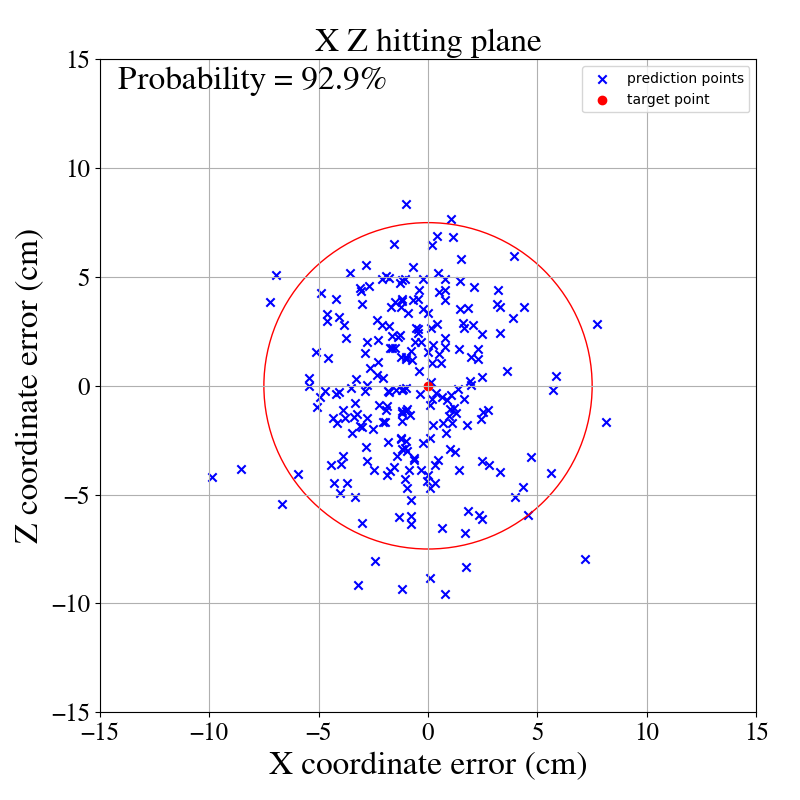 X Z hitting plane
Probability = 92.9%
prediction points
target point
15
10
5
0
−5
−10
−15
−15
−10
−5
0
5
10
15
X coordinate error (cm)
Z coordinate error (cm)